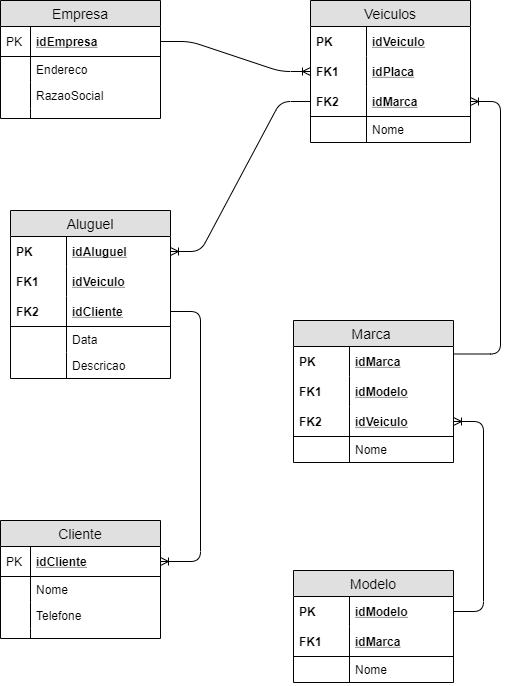 Empresa
PK idEmpresa
Endereco
RazaoSocial
Veiculos
PK idVeiculo
FK1 idPlaca
FK2 idMarca
Nome
Aluguel
PK idAluguel
FK1 idVeiculo
FK2 idCliente
Data
Descricao
Marca
PK idMarca
FK1 idModelo
FK2 idVeiculo
Nome
Cliente
PK idCliente
Nome
Telefone
Modelo
PK idModelo
FK1 idMarca
Nome